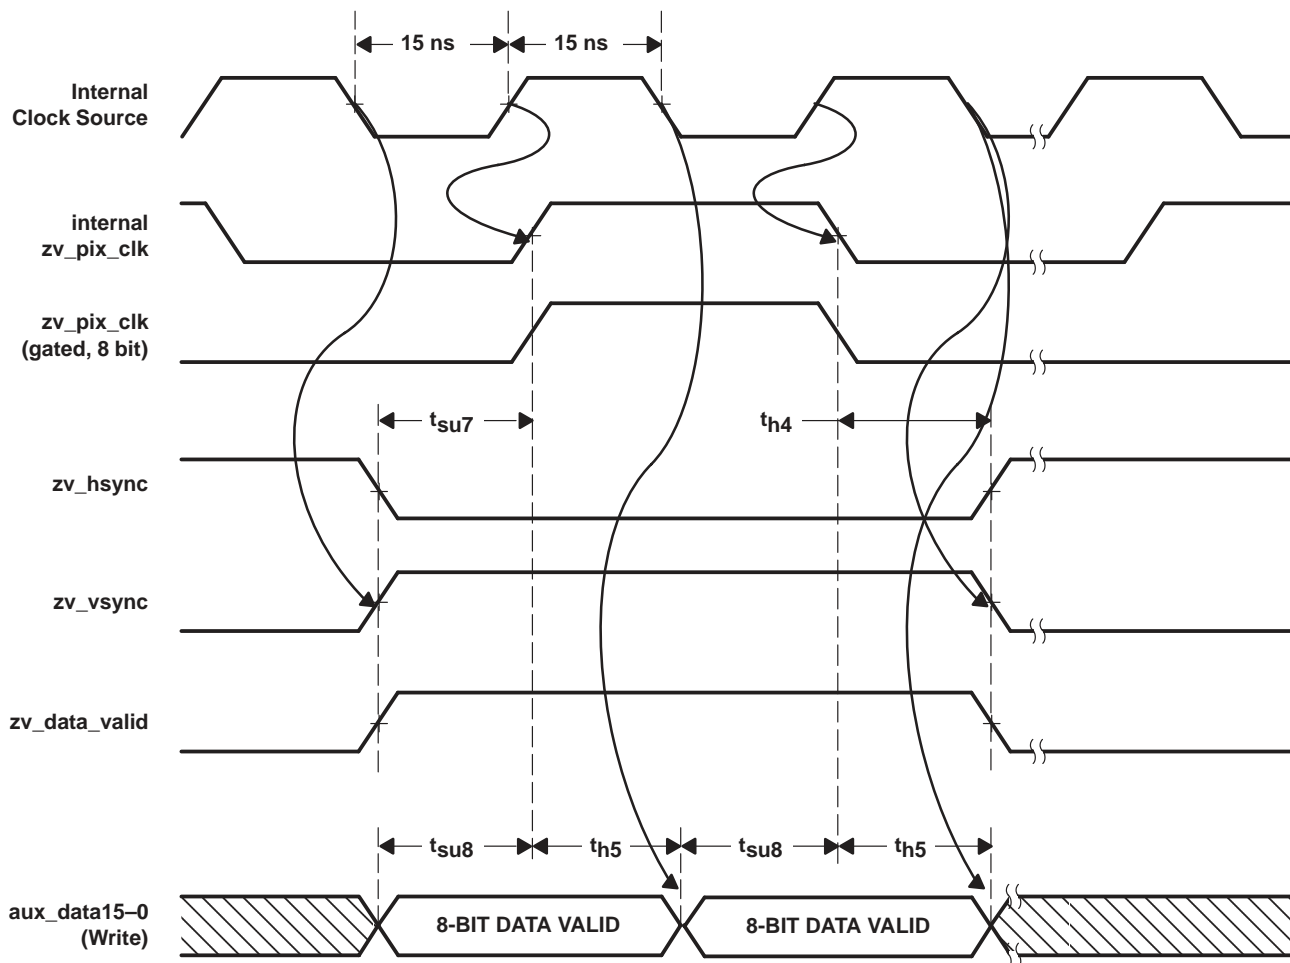 15 ns 15 ns
Internal
Clock Source
internal
zv_pix_clk
zv_pix_clk
(gated, 8 bit)
tsu7 th4
zv_hsync
zv_vsync
zv_data_valid
tsu8 th5 tsu8 th5
aux_data15–0
(Write)
8-BIT DATA VALID 8-BIT DATA VALID